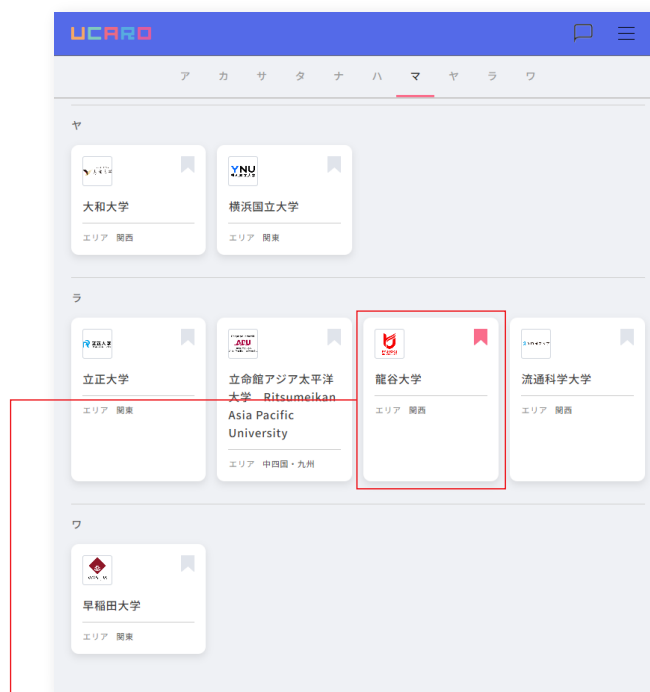 UCARO
ア カ サ タ ナ ハ マ ヤ ラ ワ
ヤ
YNU
大和大学
横浜国立大学
エリア 関西
エリア 関東
ラ
APU
立正大学
立命館アジア太平洋
大学 Ritsumeikan
Asia Pacific
University
龍谷大学
流通科学大学
エリア 関東
エリア 中四国・九州
エリア 関西
エリア 関西
ワ
早稲田大学
エリア 関東